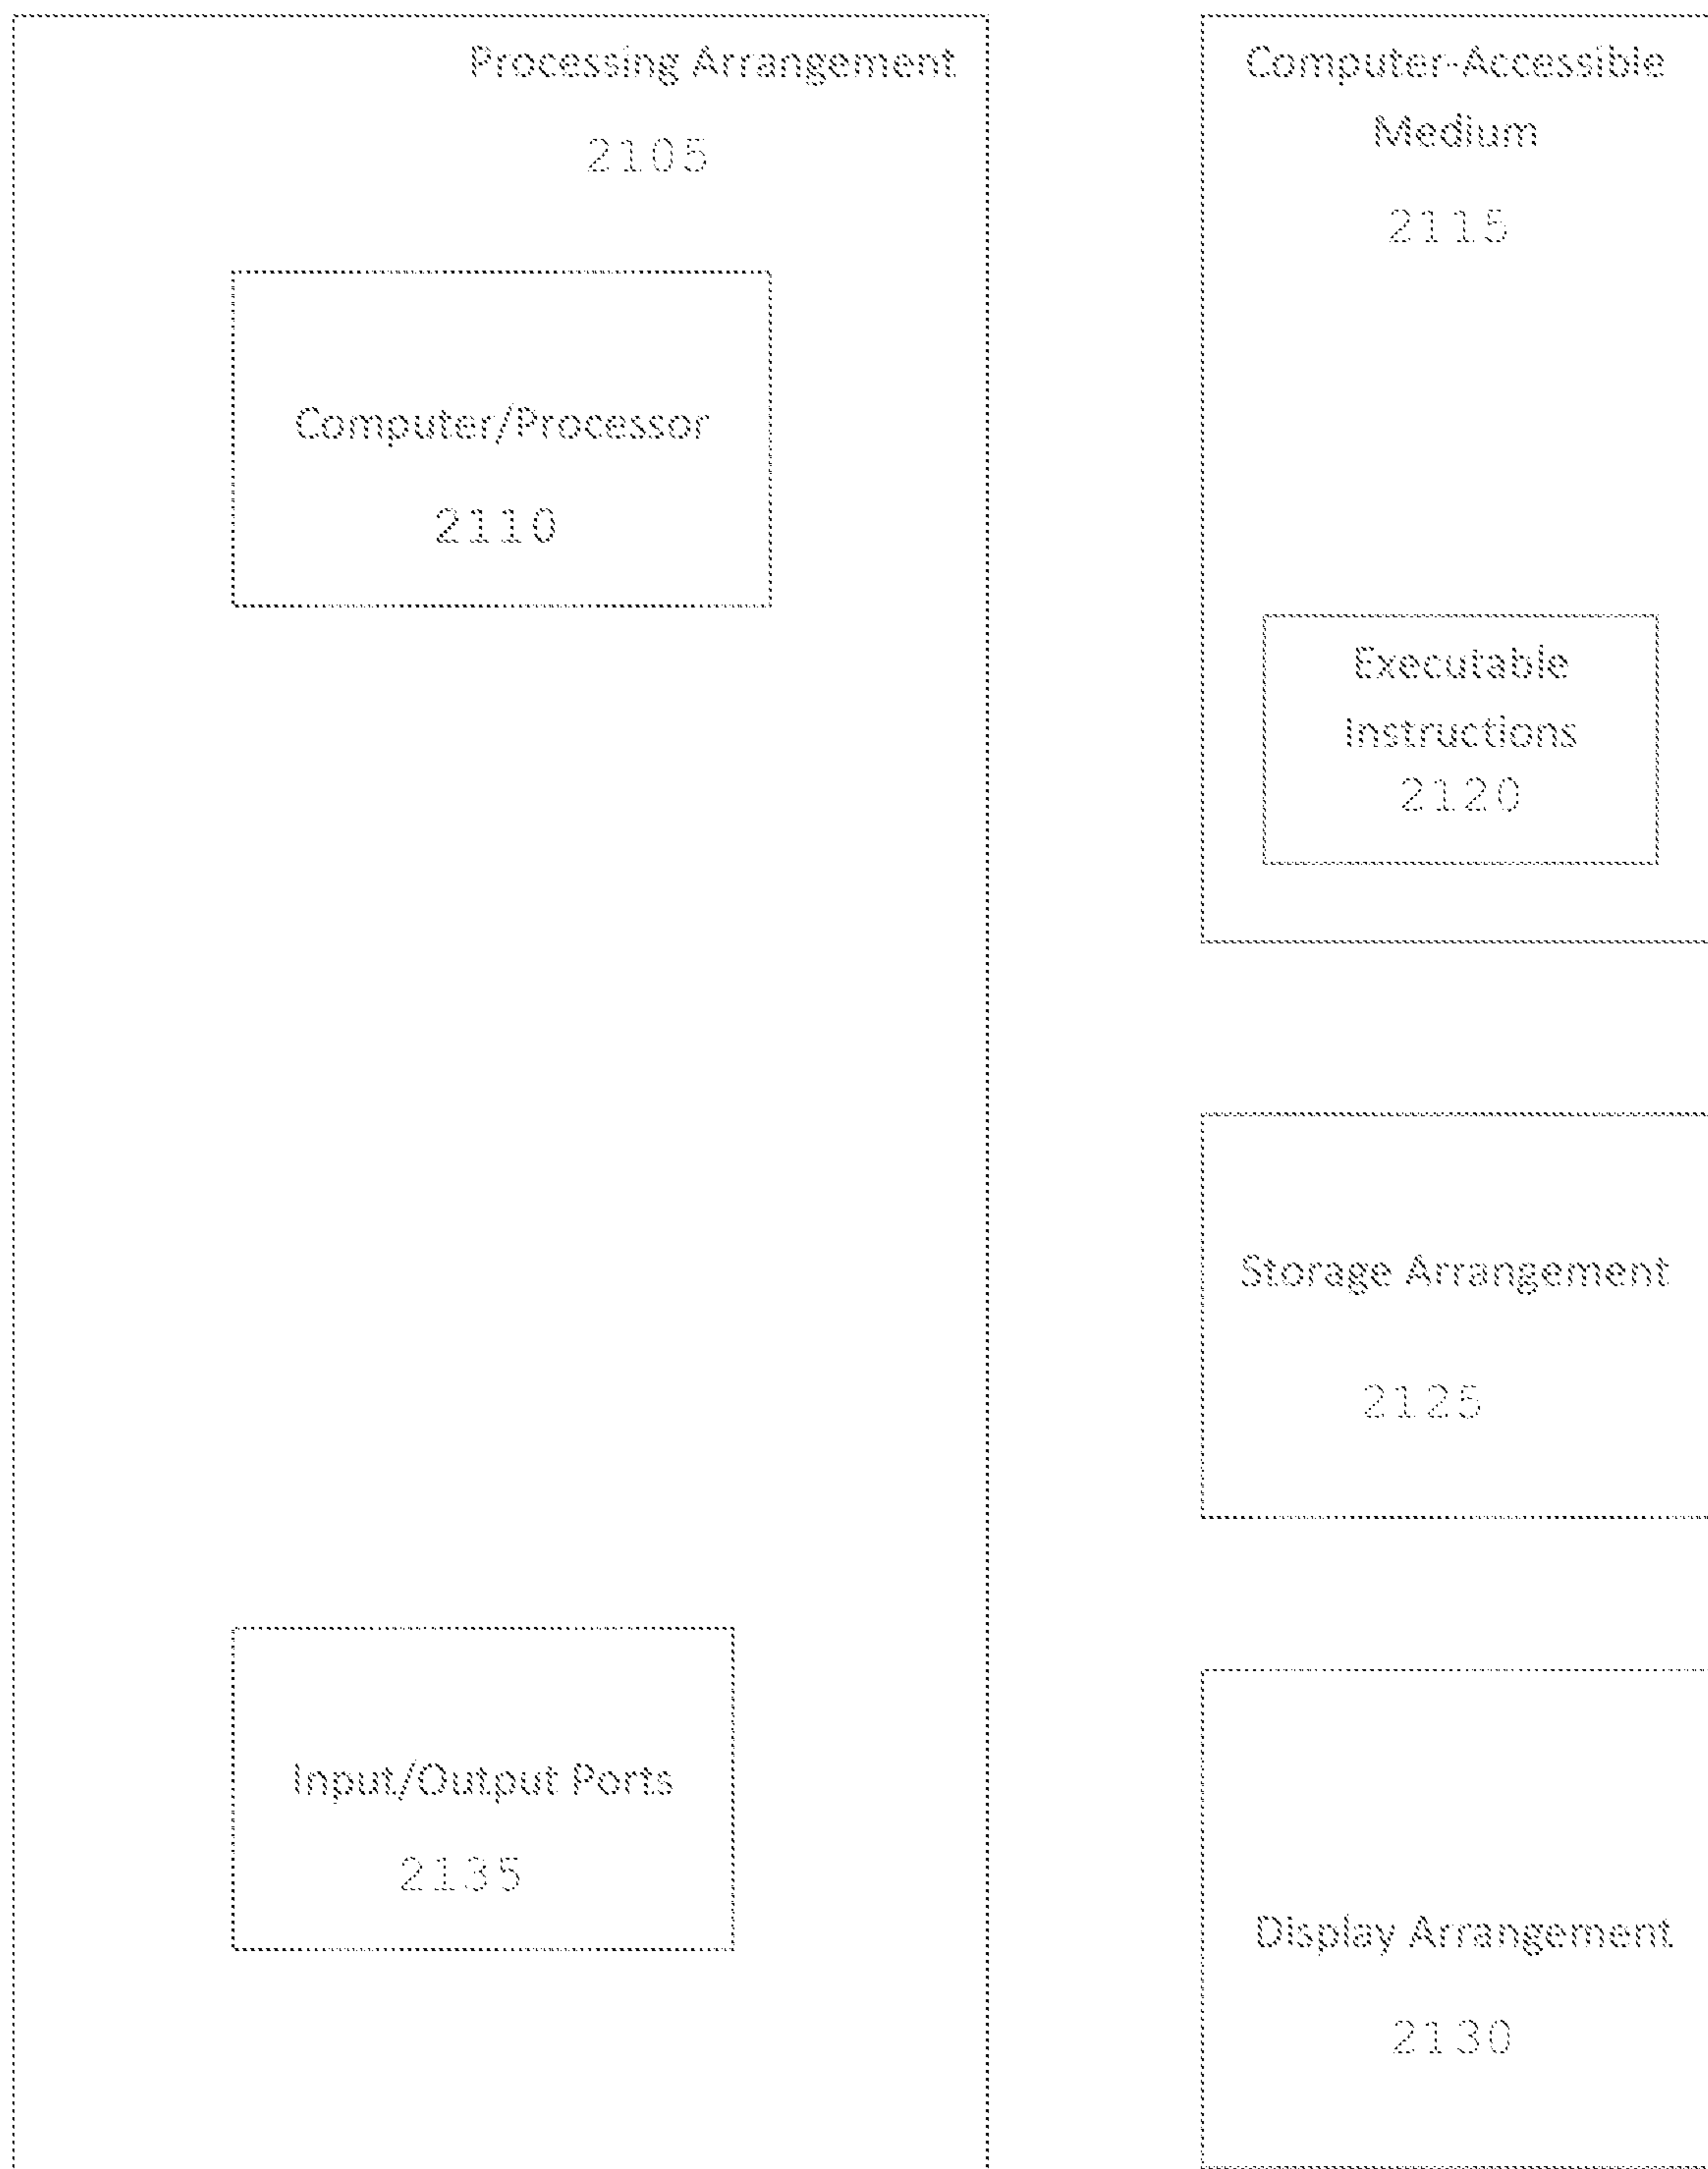 Processing Arrangement
2105
Computer/Processor
2110
Input/Output Ports
2135
Computer-Accessible
Medium
2115
Executable
Instructions
2120
Storage Arrangement
2125
Display Arrangement
2130